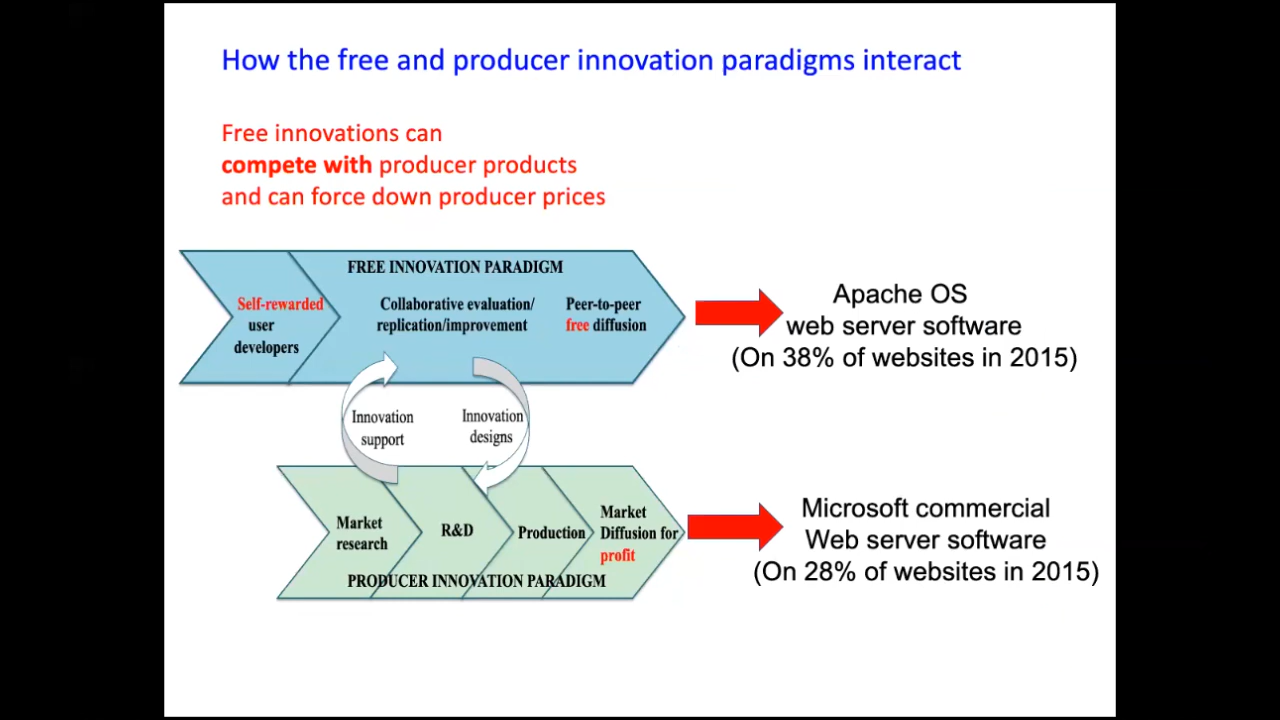 How the free and producer innovation paradigms interact
Free innovations can
compete with producer products
and can force down producer prices
FREE INNOVATION PARADIGM
Self-rewarded
user
developers
Collaborative evaluation/
replication/improvement
Peer-to-peer
free diffusion
Apache OS
web server software
(On 38% of websites in 2015)
Innovation
support
Innovation
designs
Market
research
R&D
Production
Market
Diffusion for
profit
PRODUCER INNOVATION PARADIGM
Microsoft commercial
Web server software
(On 28% of websites in 2015)